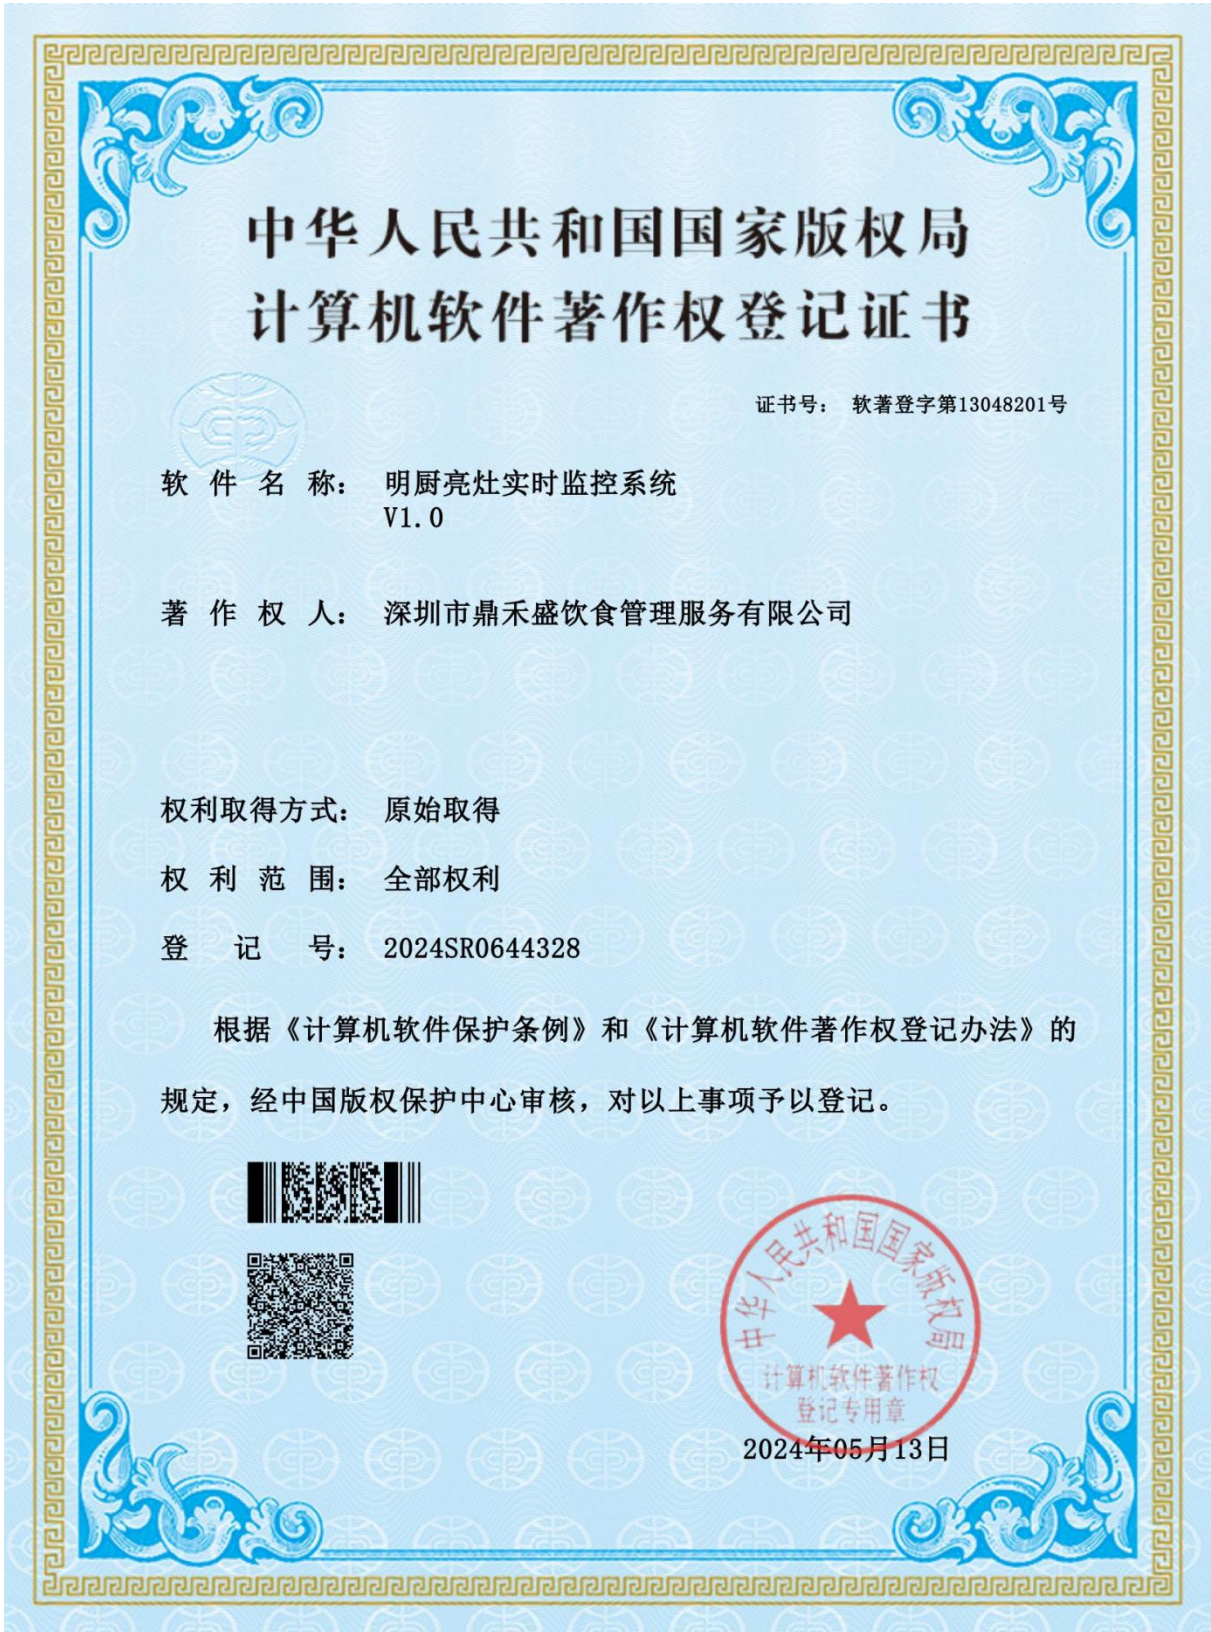 中华人民共和国国家版权局
计算机软件著作权登记证书
证书号： 软著登字第13048201号
软件名称： 明厨亮灶实时监控系统
V1.0
著作权人： 深圳市鼎禾盛饮食管理服务有限公司
权利取得方式： 原始取得
权利范围： 全部权利
登记号： 2024SR0644328
根据《计算机软件保护条例》和《计算机软件著作权登记办法》的
规定，经中国版权保护中心审核，对以上事项予以登记。
中华人民共和国国家版权局
计算机软件著作权
登记专用章
2024年05月13日